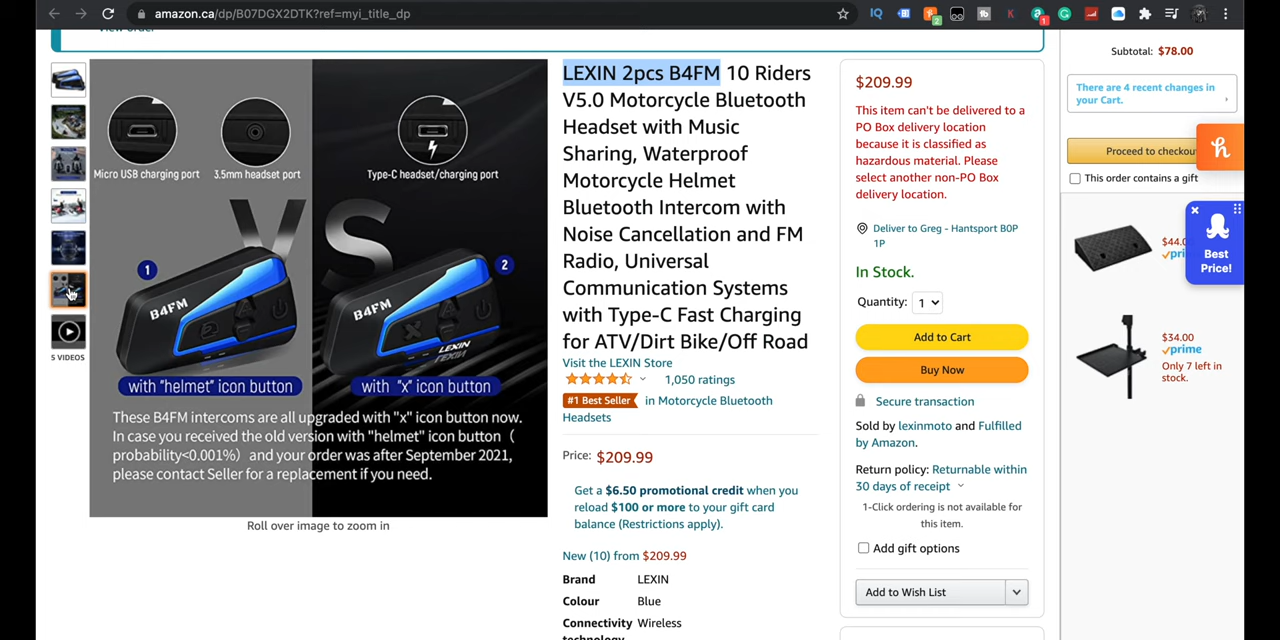 amazon.ca/dp/B07DGX2DTK?ref=myi_title_dp
View order
Micro USB charging port
3.5mm headset port
Type-C headset/charging port
VS
1
2
B4FM
B4FM
LEXIN
with "helmet" icon button
with "x" icon button
These B4FM intercoms are all upgraded with "x" icon button now.
In case you received the old version with "helmet" icon button (
probability<0.001%) and your order was after September 2021,
please contact Seller for a replacement if you need.
5 VIDEOS
Roll over image to zoom in
LEXIN 2pcs B4FM 10 Riders
V5.0 Motorcycle Bluetooth
Headset with Music
Sharing, Waterproof
Motorcycle Helmet
Bluetooth Intercom with
Noise Cancellation and FM
Radio, Universal
Communication Systems
with Type-C Fast Charging
for ATV/Dirt Bike/Off Road
Visit the LEXIN Store
1,050 ratings
#1 Best Seller in Motorcycle Bluetooth
Headsets
Price: $209.99
Get a $6.50 promotional credit when you
reload $100 or more to your gift card
balance (Restrictions apply).
New (10) from $209.99
Brand LEXIN
Colour Blue
Connectivity Wireless
technology
$209.99
This item can't be delivered to a
PO Box delivery location
because it is classified as
hazardous material. Please
select another non-PO Box
delivery location.
Deliver to Greg - Hantsport B0P
1P
In Stock.
Quantity: 1
Add to Cart
Buy Now
Secure transaction
Sold by lexinmoto and Fulfilled
by Amazon.
Return policy: Returnable within
30 days of receipt
1-Click ordering is not available for
this item.
Add gift options
Add to Wish List
Subtotal: $78.00
There are 4 recent changes in
your Cart.
Proceed to checkou
This order contains a gift
$44.0
pri
Best
Price!
$34.00
prime
Only 7 left in
stock.